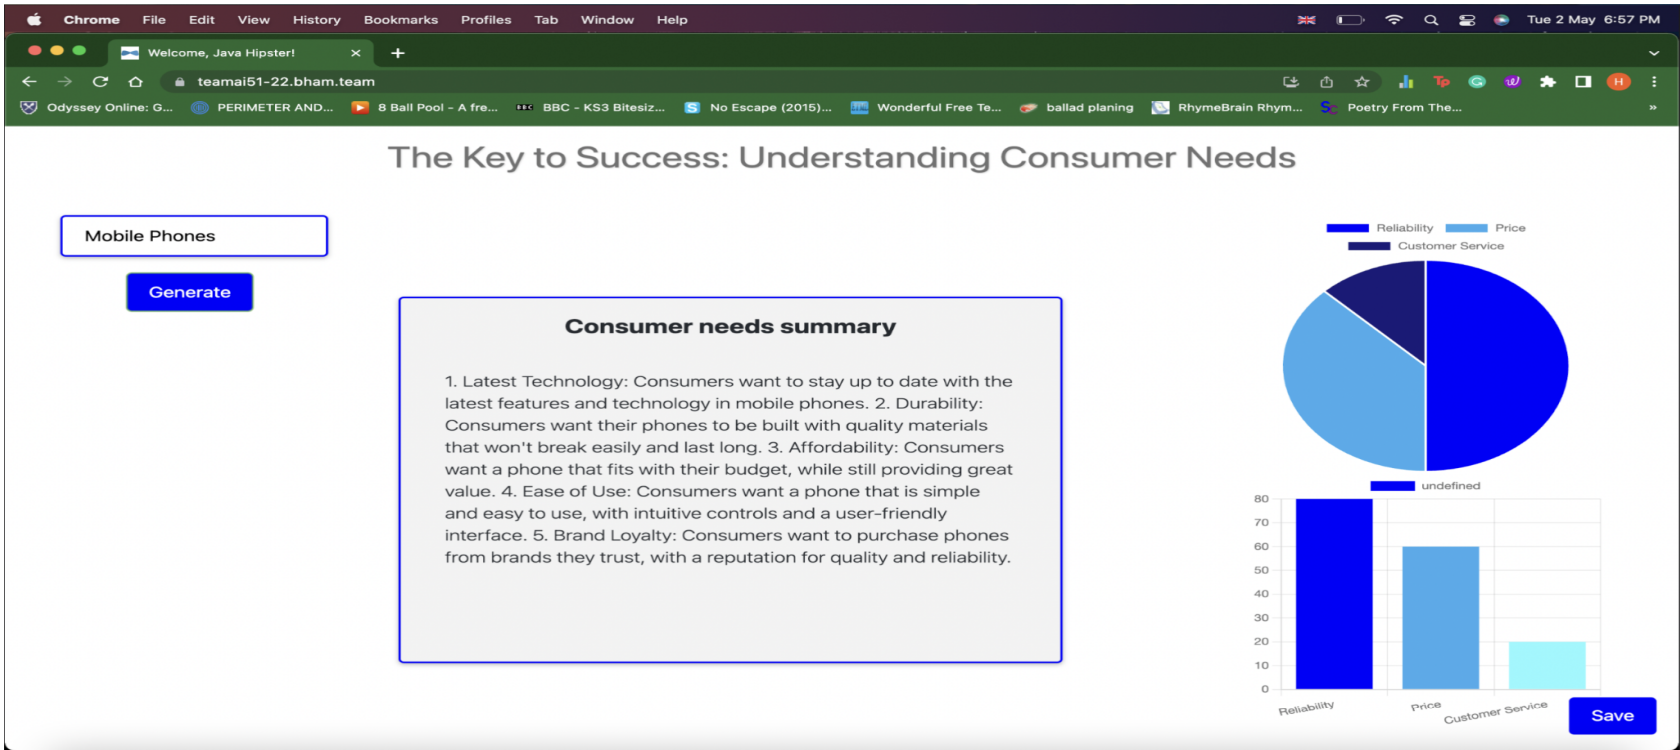 Chrome File Edit View History Bookmarks Profiles Tab Window Help Tue 2 May 6:57 PM
Welcome, Java Hipster!
teamai51-22.bham.team
Odyssey Online: G... PERIMETER AND... 8 Ball Pool - A fre... BBC BBC - KS3 Bitesiz... S No Escape (2015)... Wonderful Free Te... ballad planing RhymeBrain Rhym... Sc Poetry From The...
The Key to Success: Understanding Consumer Needs
Mobile Phones
Generate
Consumer needs summary
1. Latest Technology: Consumers want to stay up to date with the
latest features and technology in mobile phones. 2. Durability:
Consumers want their phones to be built with quality materials
that won't break easily and last long. 3. Affordability: Consumers
want a phone that fits with their budget, while still providing great
value. 4. Ease of Use: Consumers want a phone that is simple
and easy to use, with intuitive controls and a user-friendly
interface. 5. Brand Loyalty: Consumers want to purchase phones
from brands they trust, with a reputation for quality and reliability.
Reliability Price
Customer Service
undefined
80
70
60
50
40
30
20
10
0
Reliability Price Customer Service
Save